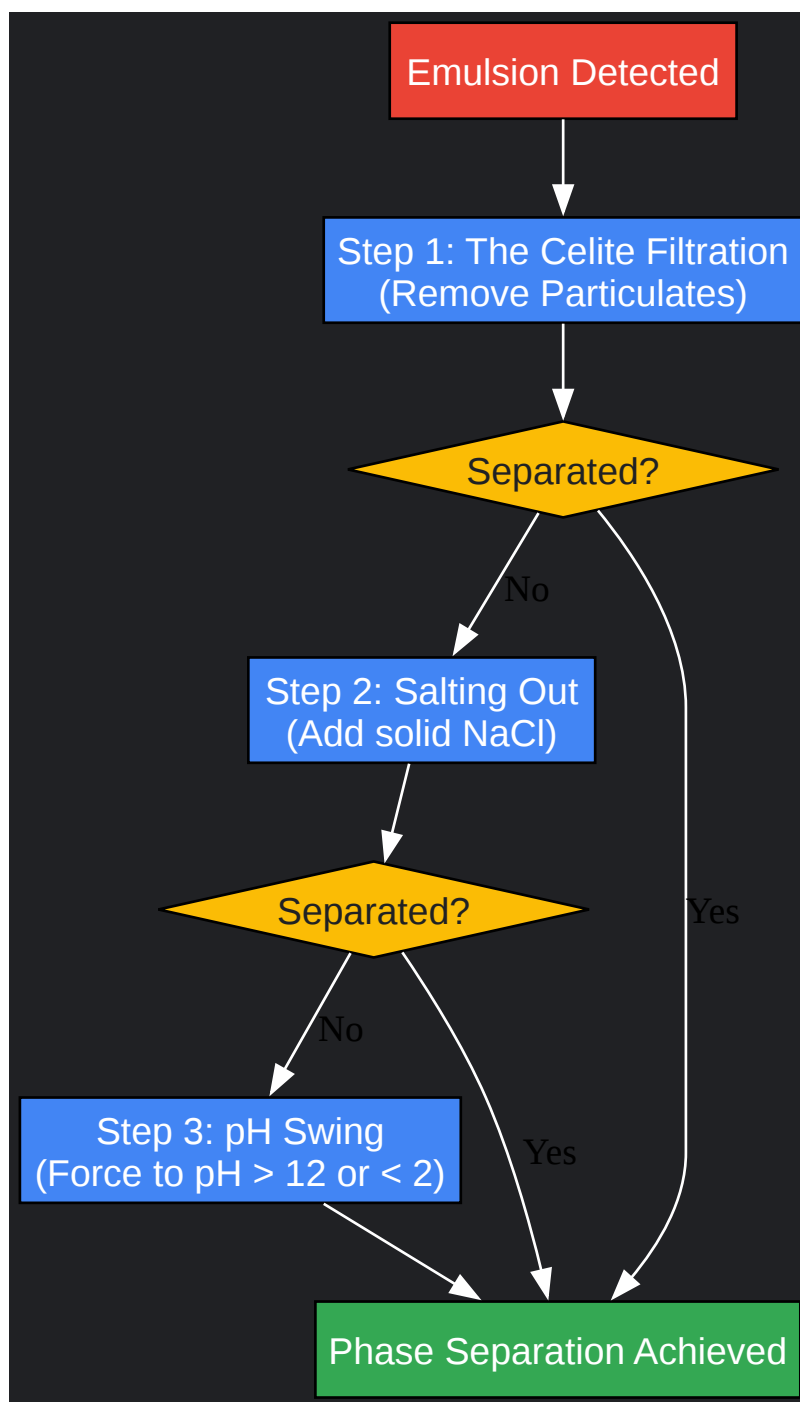 Emulsion Detected
Step 1: The Celite Filtration
(Remove Particulates)
Separated?
No
Step 2: Salting Out
(Add solid NaCl)
Separated?
Yes
No
Step 3: pH Swing
(Force to pH > 12 or < 2)
Yes
Phase Separation Achieved